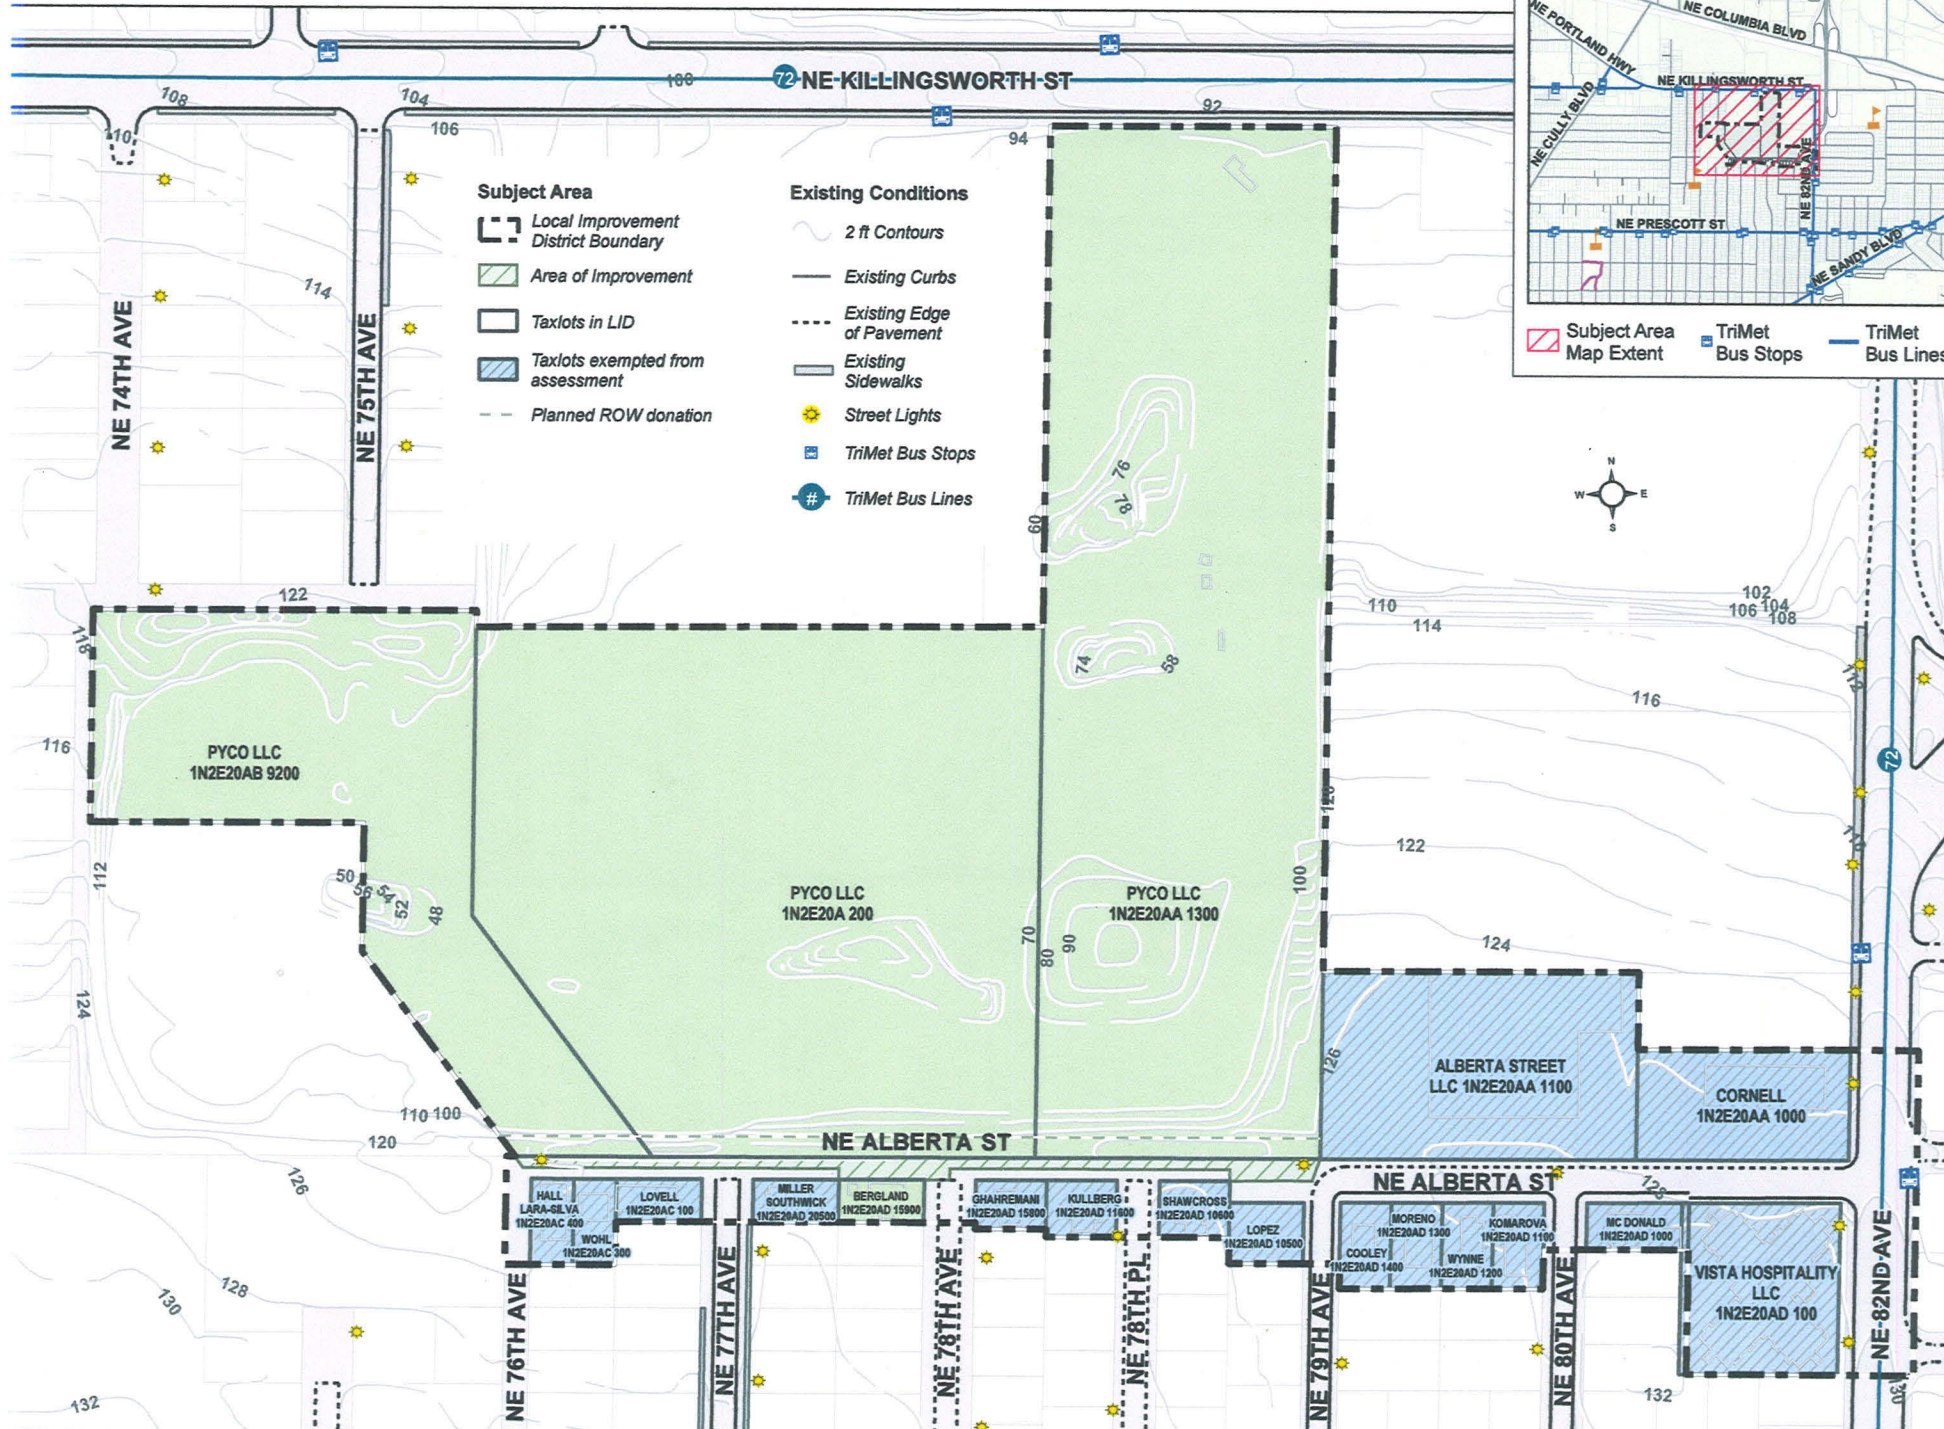 72 NE KILLINGSWORTH ST
100
108
104
106
110
92
94
NE PORTLAND HWY
NE COLUMBIA BLVD
NE KILLINGSWORTH ST
NE CULLY BLVD
NE 82ND AVE
NE PRESCOTT ST
NE SANDY BLVD
Subject Area
Map Extent
TriMet
Bus Stops
TriMet
Bus Lines
Subject Area
Local Improvement
District Boundary
Area of Improvement
Taxlots in LID
Taxlots exempted from
assessment
Planned ROW donation
Existing Conditions
2 ft Contours
Existing Curbs
Existing Edge
of Pavement
Existing
Sidewalks
Street Lights
TriMet Bus Stops
#
TriMet Bus Lines
NE 74TH AVE
NE 75TH AVE
114
N
W
E
S
76
78
60
122
118
102
104
106
108
110
114
74
58
116
116
72
PYCO LLC
1N2E20AB 9200
120
122
112
50
56
54
52
48
PYCO LLC
1N2E20A 200
PYCO LLC
1N2E20AA 1300
100
70
80
90
124
124
126
ALBERTA STREET
LLC 1N2E20AA 1100
CORNELL
1N2E20AA 1000
110 100
120
NE ALBERTA ST
NE ALBERTA ST
128
126
HALL
LARA-SILVA
1N2E20AC 400
WOHL
1N2E20AC 300
LOVELL
1N2E20AC 100
MILLER
SOUTHWICK
1N2E20AD 20500
BERGLAND
1N2E20AD 15900
GHAHREMANI
1N2E20AD 15800
KULLBERG
1N2E20AD 11600
SHAWCROSS
1N2E20AD 10600
LOPEZ
1N2E20AD 10500
COOLEY
1N2E20AD 1400
MORENO
1N2E20AD 1300
WYNNE
1N2E20AD 1200
KOMAROVA
1N2E20AD 1100
MC DONALD
1N2E20AD 1000
VISTA HOSPITALITY
LLC
1N2E20AD 100
128
130
132
NE 76TH AVE
NE 77TH AVE
NE 78TH AVE
NE 78TH PL
NE 79TH AVE
NE 80TH AVE
NE 82ND AVE
132
130